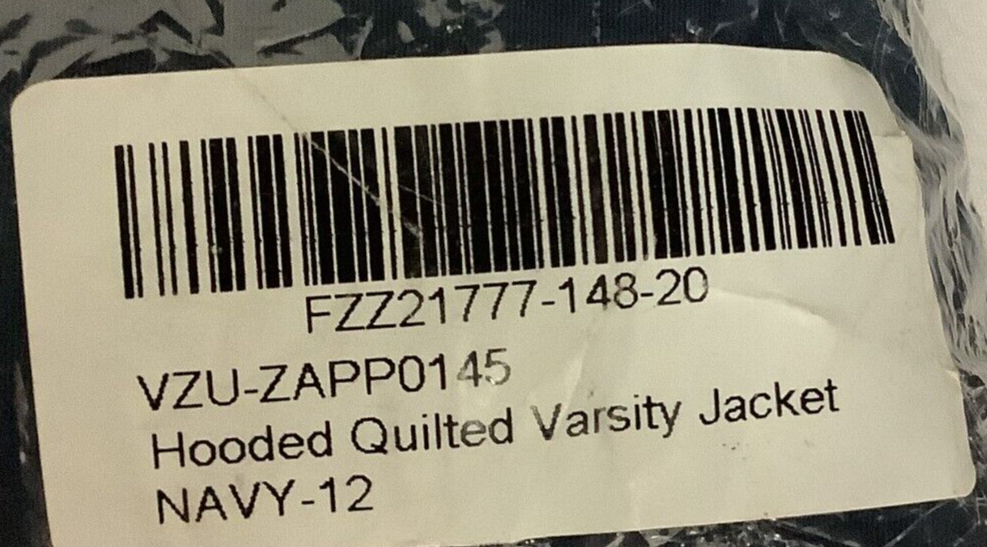 FZZ21777-148-20
VZU-ZAPP0145
Hooded Quilted Varsity Jacket
NAVY-12